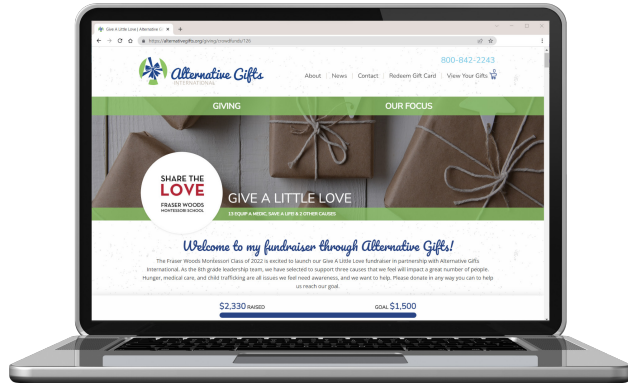 Give A Little Love | Alternative Gi
https://alternativegifts.org/giving/crowdfunds/126
800-842-2243
Alternative Gifts
INTERNATIONAL
About | News | Contact | Redeem Gift Card | View Your Gifts
GIVING OUR FOCUS
SHARE THE
LOVE
FRASER WOODS
MONTESSORI SCHOOL
GIVE A LITTLE LOVE
13 EQUIP A MEDIC, SAVE A LIFE & 2 OTHER CAUSES
Welcome to my fundraiser through Alternative Gifts!
The Fraser Woods Montessori Class of 2022 is excited to launch our Give A Little Love fundraiser in partnership with Alternative Gifts
International. As the 8th grade leadership team, we have selected to support three causes that we feel will impact a great number of people.
Hunger, medical care, and child trafficking are all issues we feel need awareness, and we want to help. Please donate in any way you can to help
us reach our goal.
$2,330 RAISED GOAL $1,500